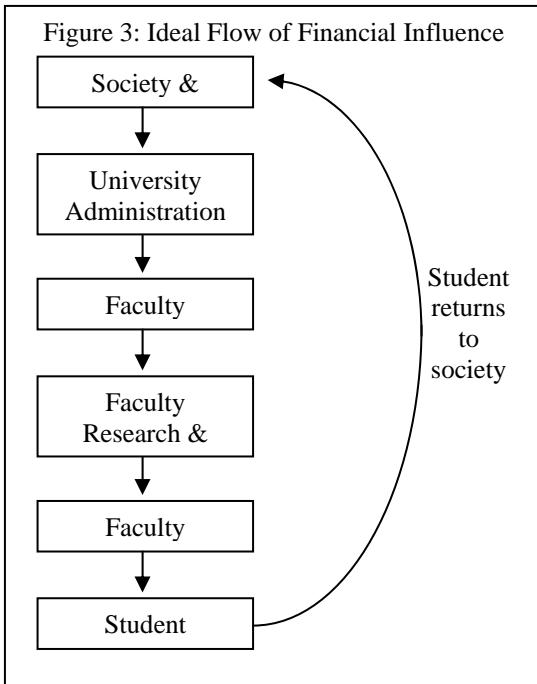 Figure 3: Ideal Flow of Financial Influence
Society &
University
Administration
Faculty
Faculty
Research &
Faculty
Student
Student
returns
to
society